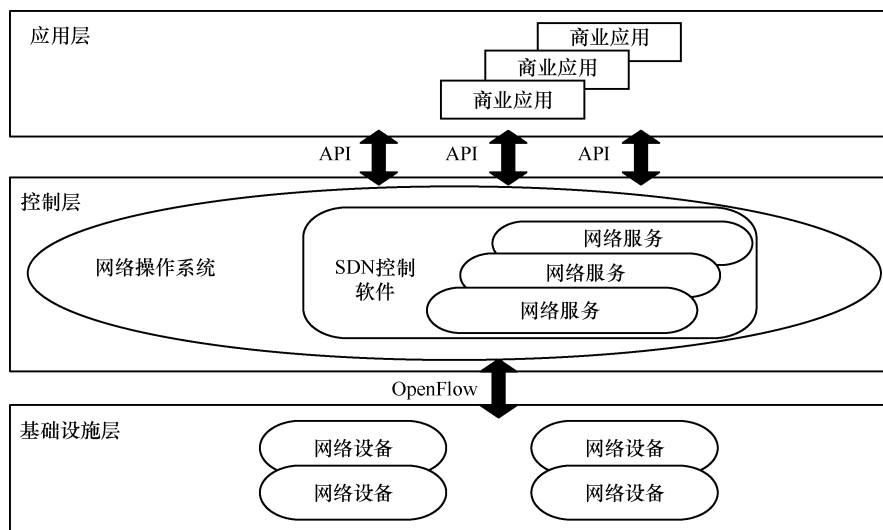 应用层
商业应用
商业应用
商业应用
API
API
API
控制层
网络操作系统
SDN控制
软件
网络服务
网络服务
网络服务
OpenFlow
基础设施层
网络设备
网络设备
网络设备
网络设备